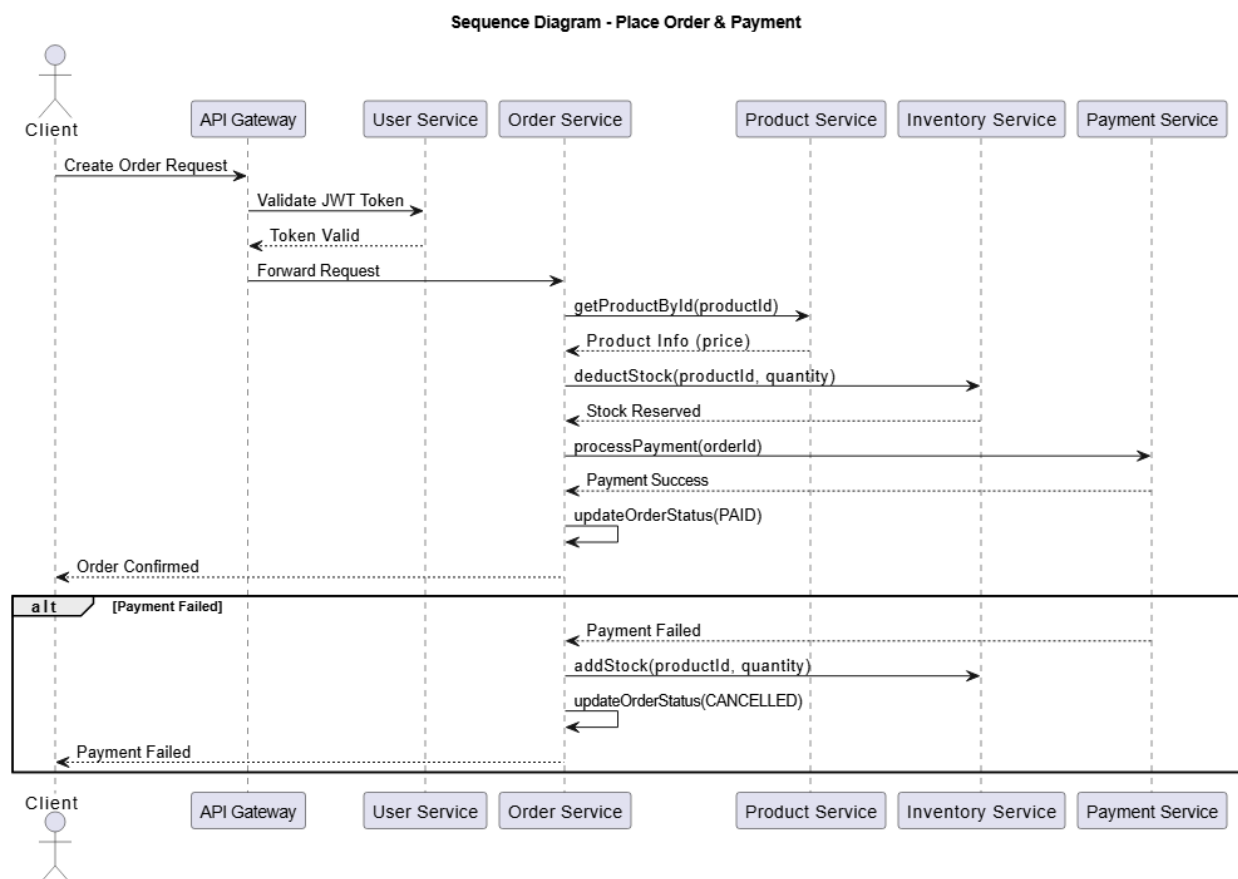 Sequence Diagram - Place Order & Payment
Client
API Gateway
User Service
Order Service
Product Service
Inventory Service
Payment Service
Create Order Request
Validate JWT Token
Token Valid
Forward Request
getProductById(productId)
Product Info (price)
deductStock(productId, quantity)
Stock Reserved
processPayment(orderId)
Payment Success
updateOrderStatus(PAID)
Order Confirmed
alt [Payment Failed]
Payment Failed
addStock(productId, quantity)
updateOrderStatus(CANCELLED)
Payment Failed
Client
API Gateway
User Service
Order Service
Product Service
Inventory Service
Payment Service